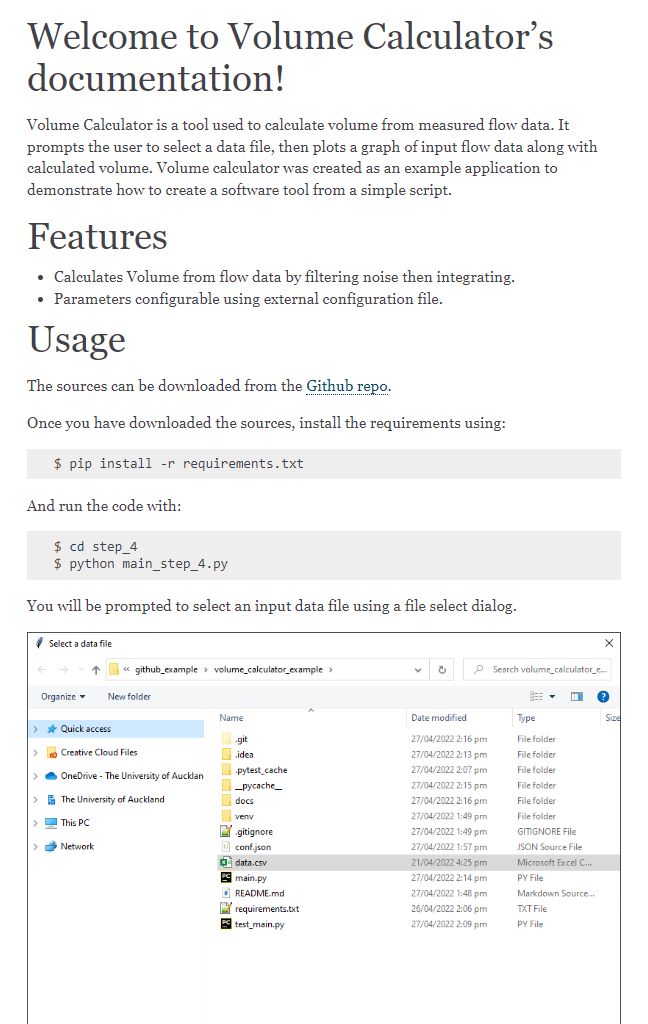 Welcome to Volume Calculator’s
documentation!
Volume Calculator is a tool used to calculate volume from measured flow data. It
prompts the user to select a data file, then plots a graph of input flow data along with
calculated volume. Volume calculator was created as an example application to
demonstrate how to create a software tool from a simple script.
Features
• Calculates Volume from flow data by filtering noise then integrating.
• Parameters configurable using external configuration file.
Usage
The sources can be downloaded from the Github repo.
Once you have downloaded the sources, install the requirements using:
$ pip install -r requirements.txt
And run the code with:
$ cd step_4
$ python main_step_4.py
You will be prompted to select an input data file using a file select dialog.
Select a data file
« github_example › volume_calculator_example › Search volume_calculator_e...
Organize New folder
Name Date modified Type Size
Quick access
Creative Cloud Files
OneDrive - The University of Aucklan
The University of Auckland
This PC
Network
.git 27/04/2022 2:16 pm File folder
.idea 27/04/2022 2:13 pm File folder
.pytest_cache 27/04/2022 2:07 pm File folder
__pycache__ 27/04/2022 2:15 pm File folder
docs 27/04/2022 2:16 pm File folder
venv 27/04/2022 1:49 pm File folder
.gitignore 27/04/2022 1:49 pm GITIGNORE File
conf.json 27/04/2022 1:57 pm JSON Source File
data.csv 21/04/2022 4:25 pm Microsoft Excel C...
main.py 27/04/2022 2:14 pm PY File
README.md 27/04/2022 1:48 pm Markdown Source...
requirements.txt 26/04/2022 2:06 pm TXT File
test_main.py 27/04/2022 2:09 pm PY File